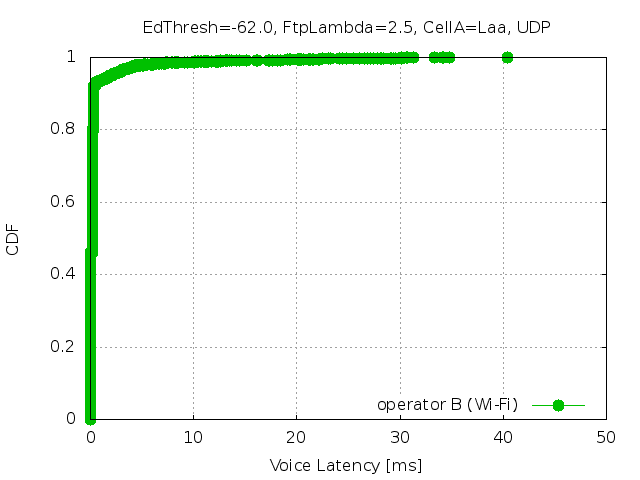 EdThresh=-62.0, FtpLambda=2.5, CellA=Laa, UDP
1
0.8
0.6
0.4
0.2
0
CDF
operator B (Wi-Fi)
0 10 20 30 40 50
Voice Latency [ms]